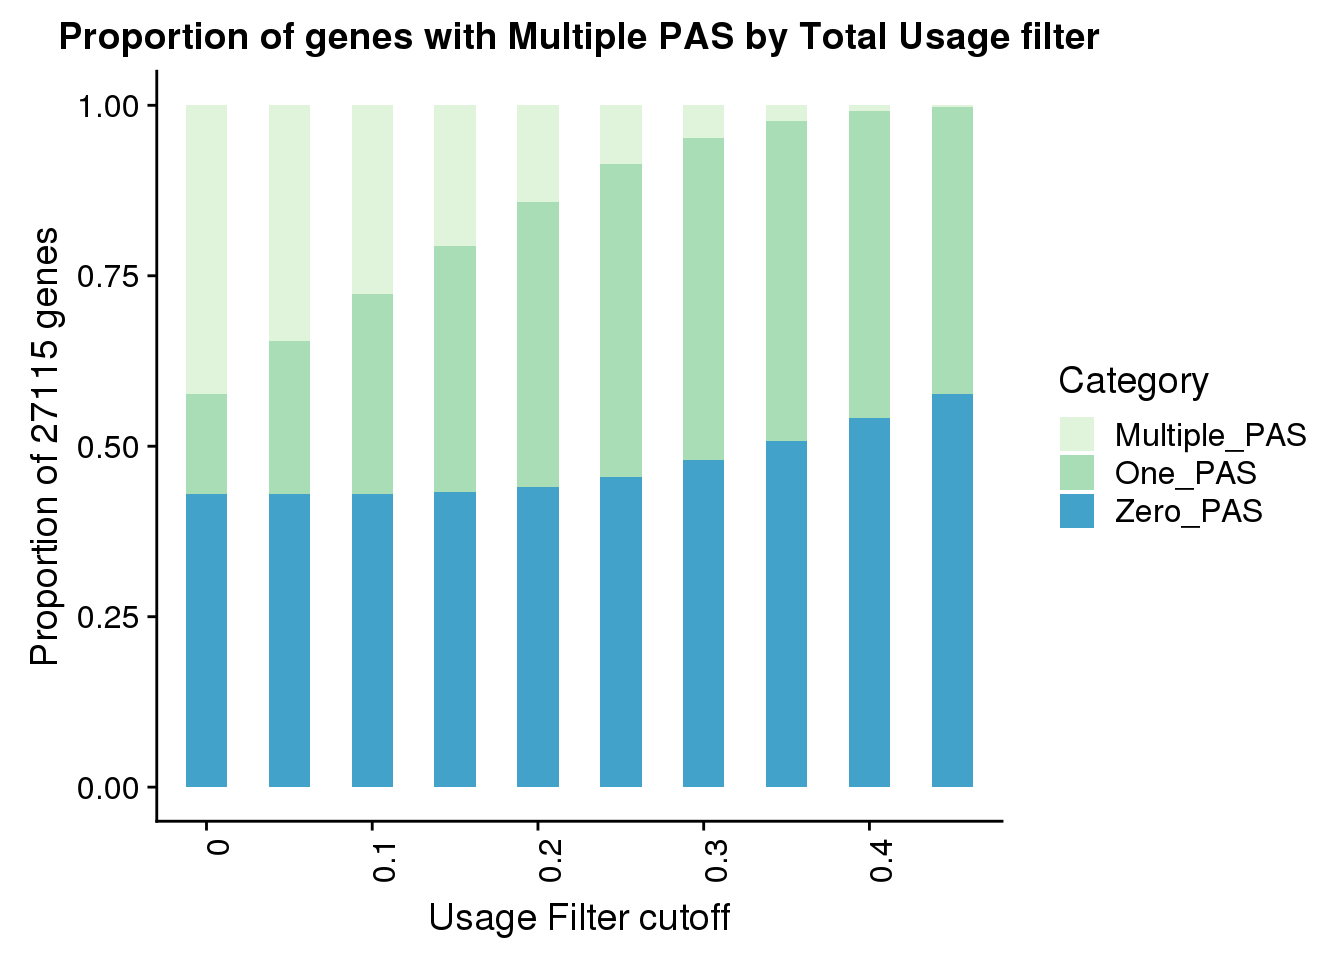 Proportion of genes with Multiple PAS by Total Usage filter
Proportion of 27115 genes
1.00
0.75
0.50
0.25
0.00
0
0.1
0.2
0.3
0.4
Usage Filter cutoff
Category
Multiple_PAS
One_PAS
Zero_PAS